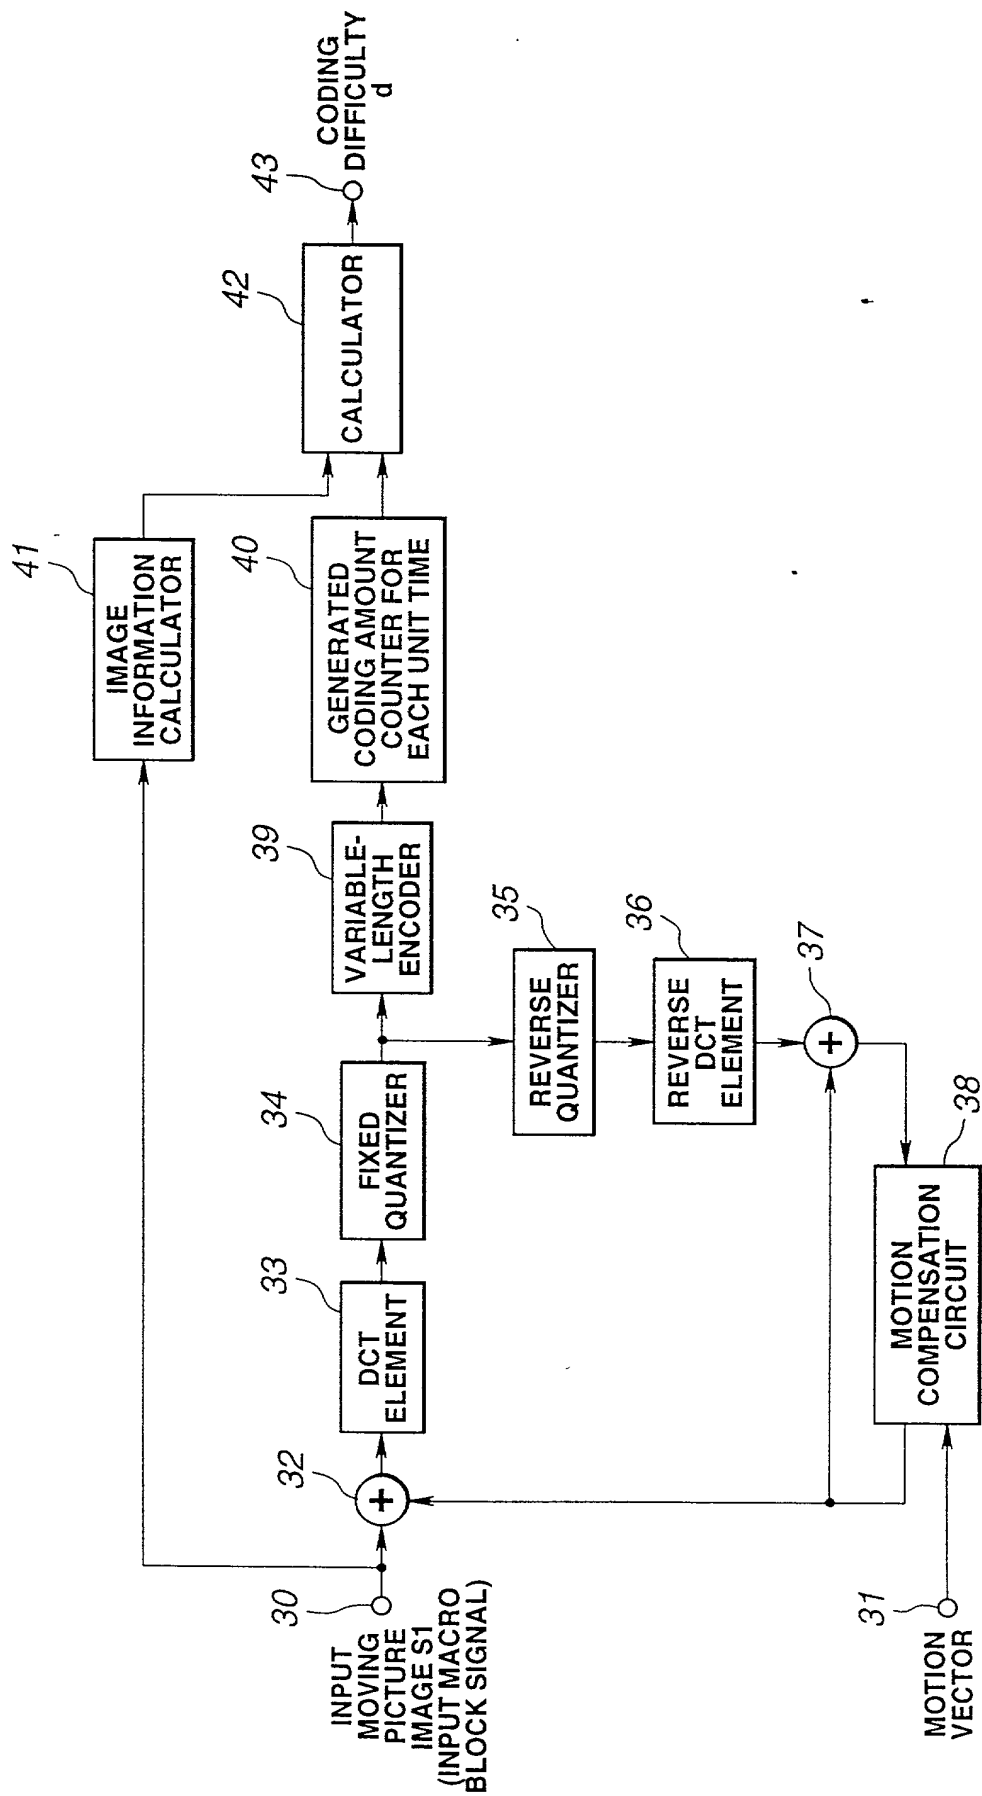 41
IMAGE
INFORMATION
CALCULATOR
30
INPUT
MOVING
PICTURE
IMAGE S1
(INPUT MACRO
BLOCK SIGNAL)
32
+
33
DCT
ELEMENT
34
FIXED
QUANTIZER
39
VARIABLE-
LENGTH
ENCODER
40
GENERATED
CODING AMOUNT
COUNTER FOR
EACH UNIT TIME
42
CALCULATOR
43
CODING
DIFFICULTY
d
35
REVERSE
QUANTIZER
36
REVERSE
DCT
ELEMENT
37
+
38
MOTION
COMPENSATION
CIRCUIT
31
MOTION
VECTOR